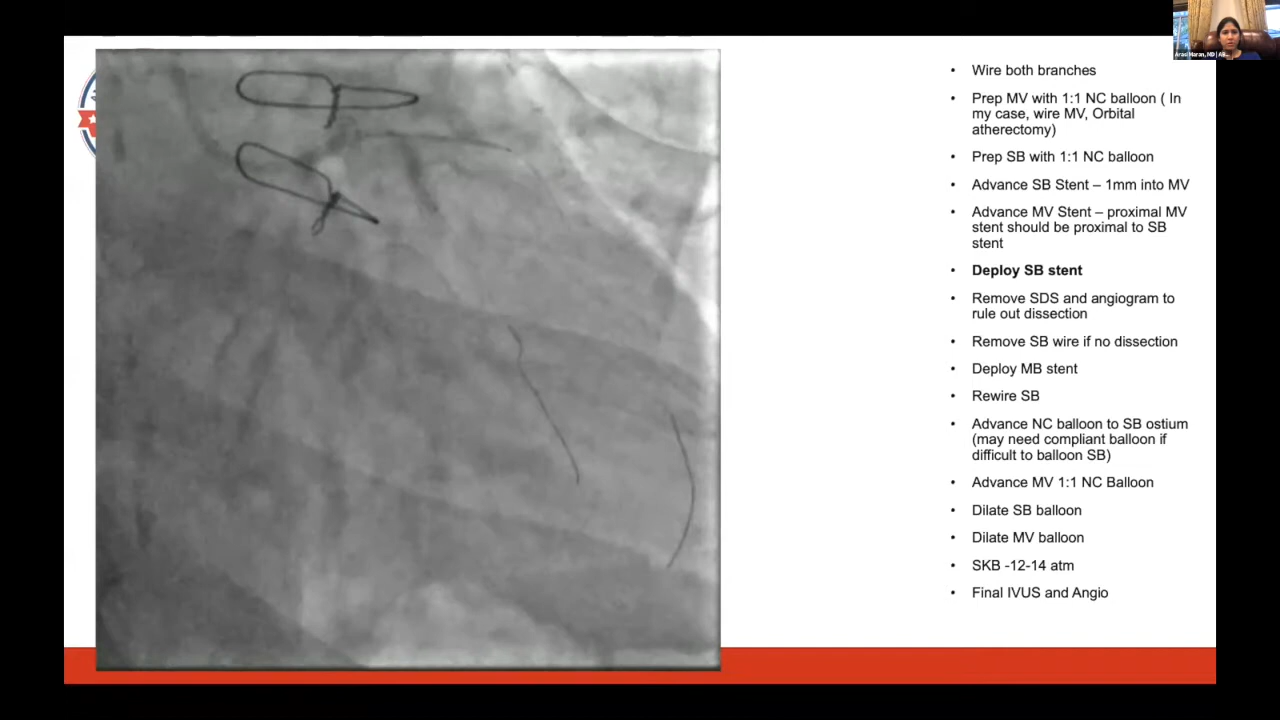 Wire both branches
Prep MV with 1:1 NC balloon ( In
my case, wire MV, Orbital
atherectomy)
Prep SB with 1:1 NC balloon
Advance SB Stent – 1mm into MV
Advance MV Stent – proximal MV
stent should be proximal to SB
stent
Deploy SB stent
Remove SDS and angiogram to
rule out dissection
Remove SB wire if no dissection
Deploy MB stent
Rewire SB
Advance NC balloon to SB ostium
(may need compliant balloon if
difficult to balloon SB)
Advance MV 1:1 NC Balloon
Dilate SB balloon
Dilate MV balloon
SKB -12-14 atm
Final IVUS and Angio